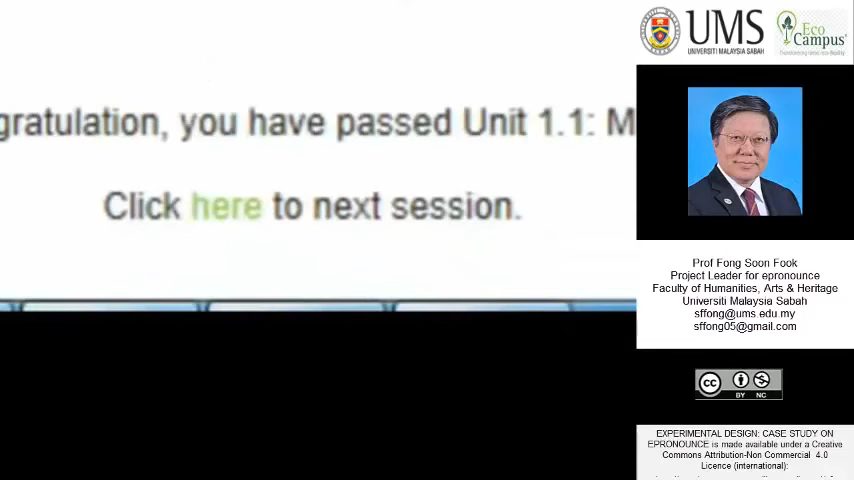 gratulation, you have passed Unit 1.1: M
Click here to next session.
UMS
UNIVERSITI MALAYSIA SABAH
Eco
Campus
Prof Fong Soon Fook
Project Leader for epronounce
Faculty of Humanities, Arts & Heritage
Universiti Malaysia Sabah
sffong@ums.edu.my
sffong05@gmail.com
cc
BY NC
EXPERIMENTAL DESIGN: CASE STUDY ON
EPRONOUNCE is made available under a Creative
Commons Attribution-Non Commercial 4.0
Licence (international):